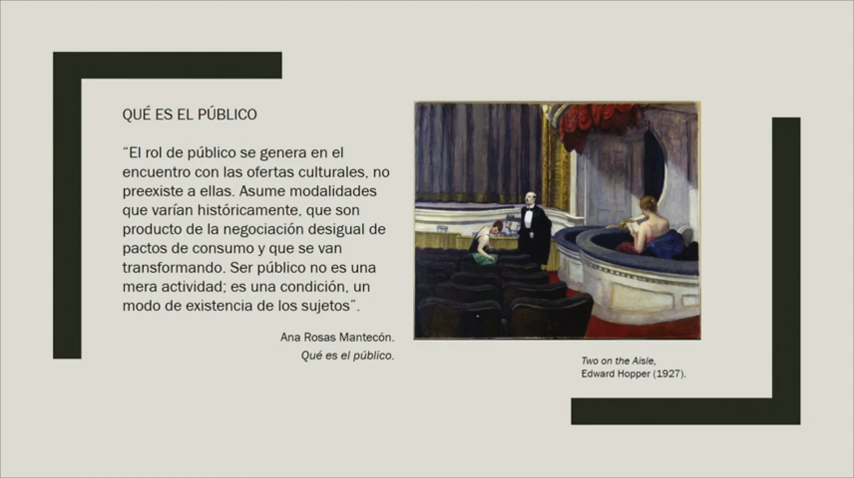 QUÉ ES EL PÚBLICO
“El rol de público se genera en el
encuentro con las ofertas culturales, no
preexiste a ellas. Asume modalidades
que varían históricamente, que son
producto de la negociación desigual de
pactos de consumo y que se van
transformando. Ser público no es una
mera actividad; es una condición, un
modo de existencia de los sujetos”.
Ana Rosas Mantecón.
Qué es el público.
Two on the Aisle,
Edward Hopper (1927).